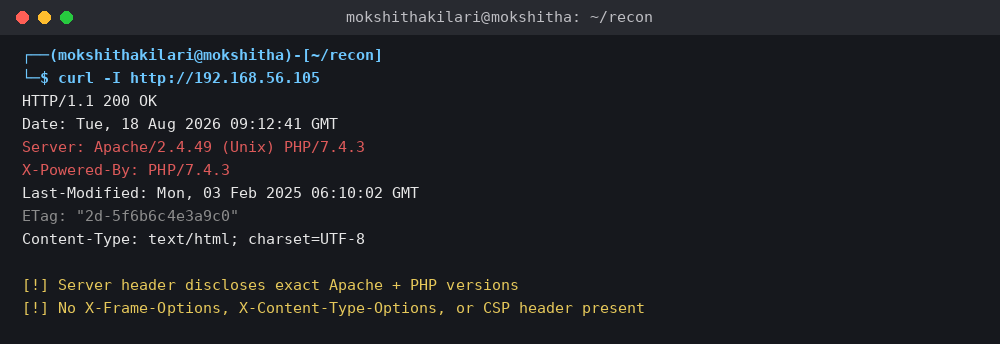 mokshithakilari@mokshitha: ~/recon
┌──(mokshithakilari@mokshitha)-[~/recon]
└─$ curl -I http://192.168.56.105
HTTP/1.1 200 OK
Date: Tue, 18 Aug 2026 09:12:41 GMT
Server: Apache/2.4.49 (Unix) PHP/7.4.3
X-Powered-By: PHP/7.4.3
Last-Modified: Mon, 03 Feb 2025 06:10:02 GMT
ETag: "2d-5f6b6c4e3a9c0"
Content-Type: text/html; charset=UTF-8
[!] Server header discloses exact Apache + PHP versions
[!] No X-Frame-Options, X-Content-Type-Options, or CSP header present